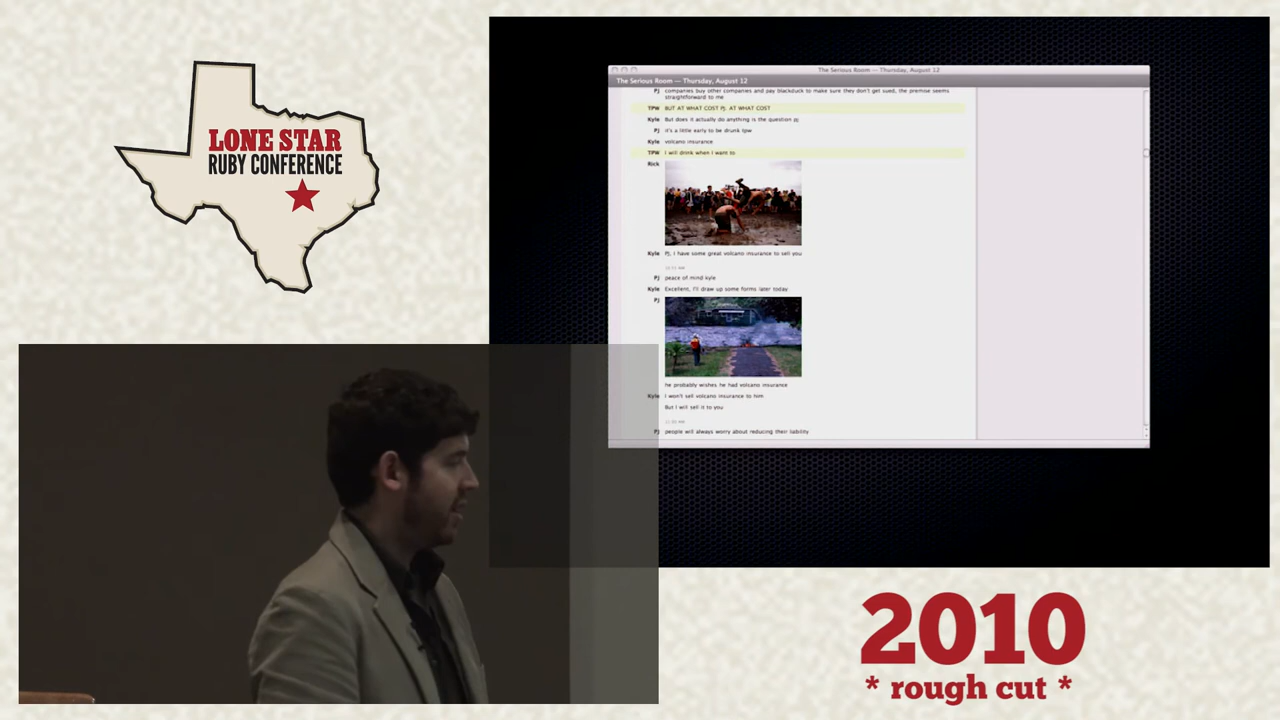 LONE STAR
RUBY CONFERENCE
The Serious Room — Thursday, August 12
The Serious Room — Thursday, August 12
PJ companies buy other companies and pay blackduck to make sure they don't get sued, the premise seems
straightforward to me
TPW BUT AT WHAT COST PJ. AT WHAT COST
Kyle But does it actually do anything is the question pj
PJ it's a little early to be drunk tpw
Kyle volcano insurance
TPW I will drink when I want to
Rick
Kyle PJ, I have some great volcano insurance to sell you
PJ peace of mind kyle
Kyle Excellent, I'll draw up some forms later today
PJ
he probably wishes he had volcano insurance
Kyle I won't sell volcano insurance to him
But I will sell it to you
PJ people will always worry about reducing their liability
2010
* rough cut *